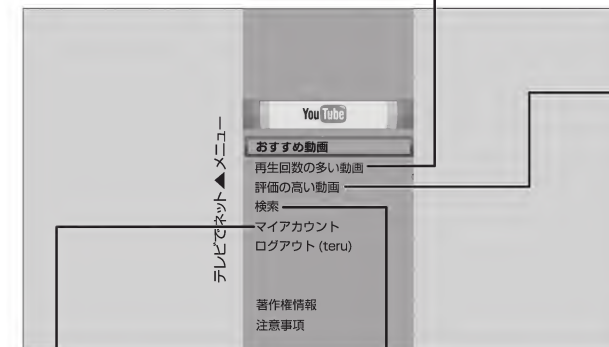 テレビでネット▲メニュー
YouTube
おすすめ動画
再生回数の多い動画
評価の高い動画
検索
マイアカウント
ログアウト (teru)
著作権情報
注意事項